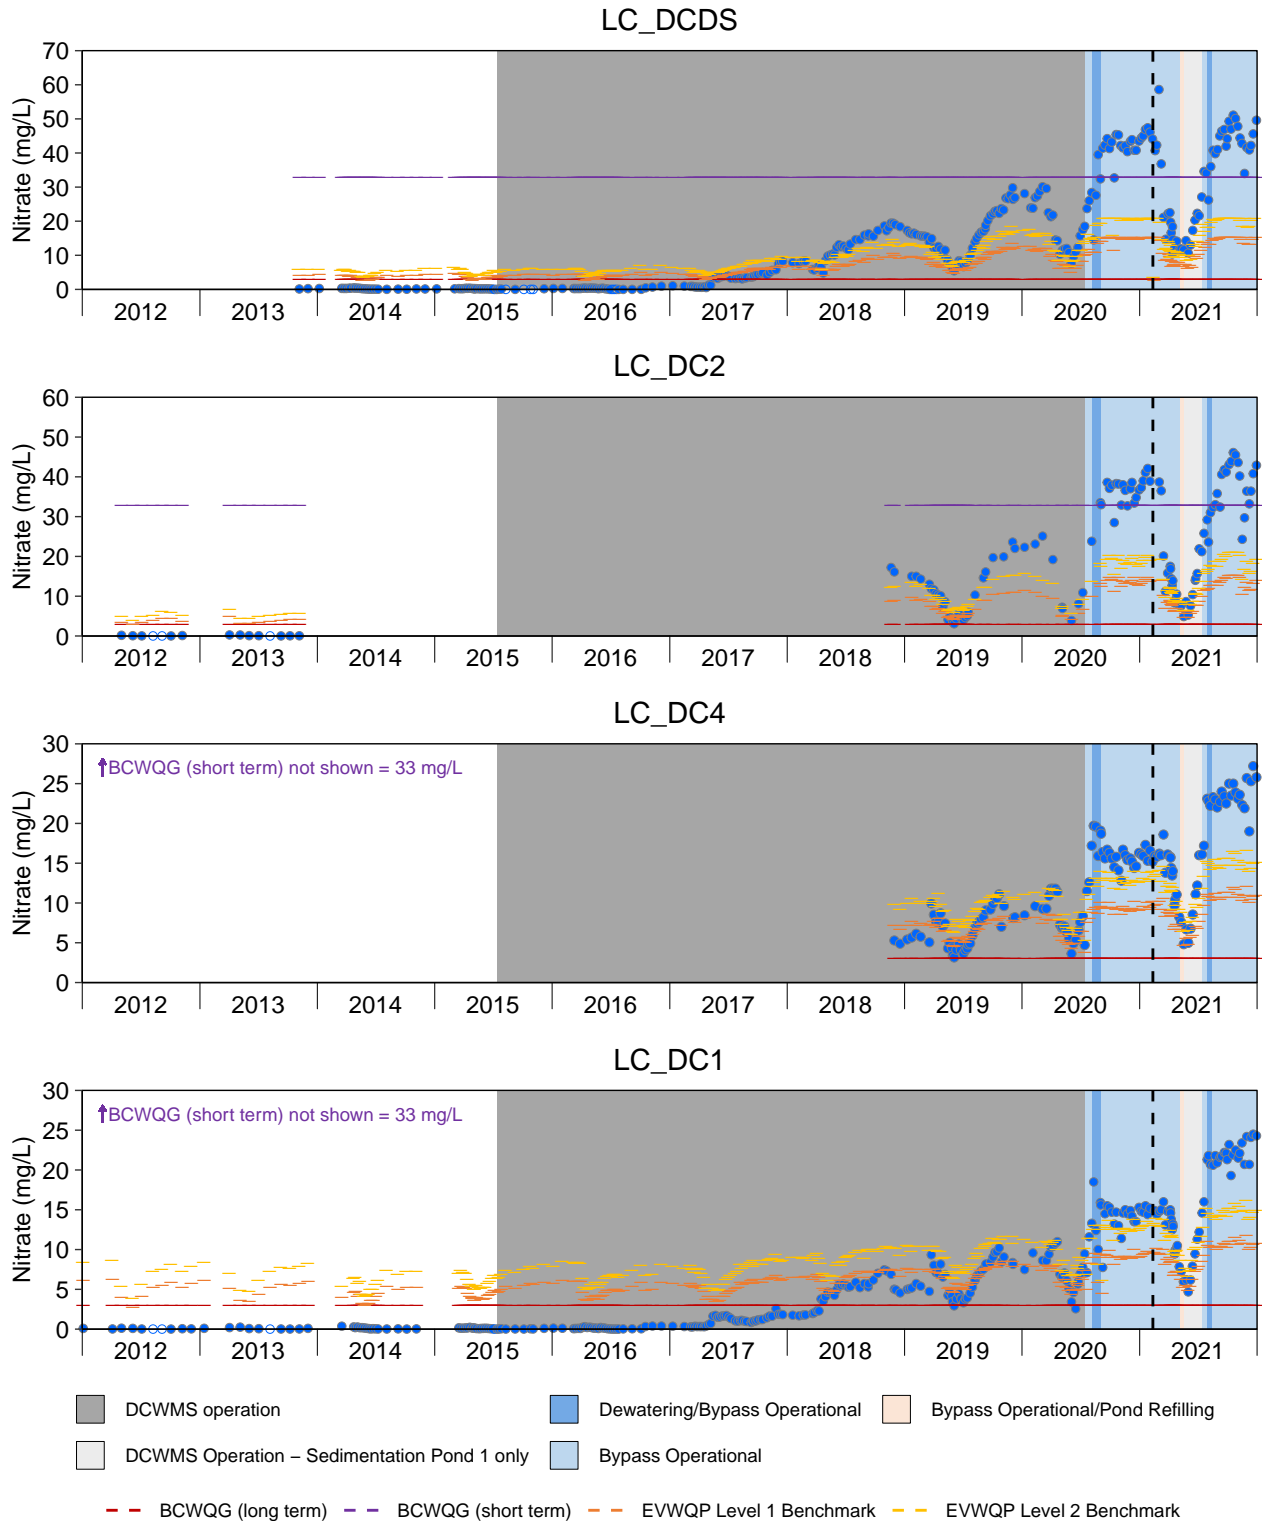 LC_DCDS
Nitrate (mg/L)
70
60
50
40
30
20
10
0
2012 2013 2014 2015 2016 2017 2018 2019 2020 2021
LC_DC2
Nitrate (mg/L)
60
50
40
30
20
10
0
2012 2013 2014 2015 2016 2017 2018 2019 2020 2021
LC_DC4
Nitrate (mg/L)
30
25
20
15
10
5
0
BCWQG (short term) not shown = 33 mg/L
2012 2013 2014 2015 2016 2017 2018 2019 2020 2021
LC_DC1
Nitrate (mg/L)
30
25
20
15
10
5
0
BCWQG (short term) not shown = 33 mg/L
2012 2013 2014 2015 2016 2017 2018 2019 2020 2021
DCWMS operation Dewatering/Bypass Operational Bypass Operational/Pond Refilling
DCWMS Operation – Sedimentation Pond 1 only Bypass Operational
BCWQG (long term) BCWQG (short term) EVWQP Level 1 Benchmark EVWQP Level 2 Benchmark